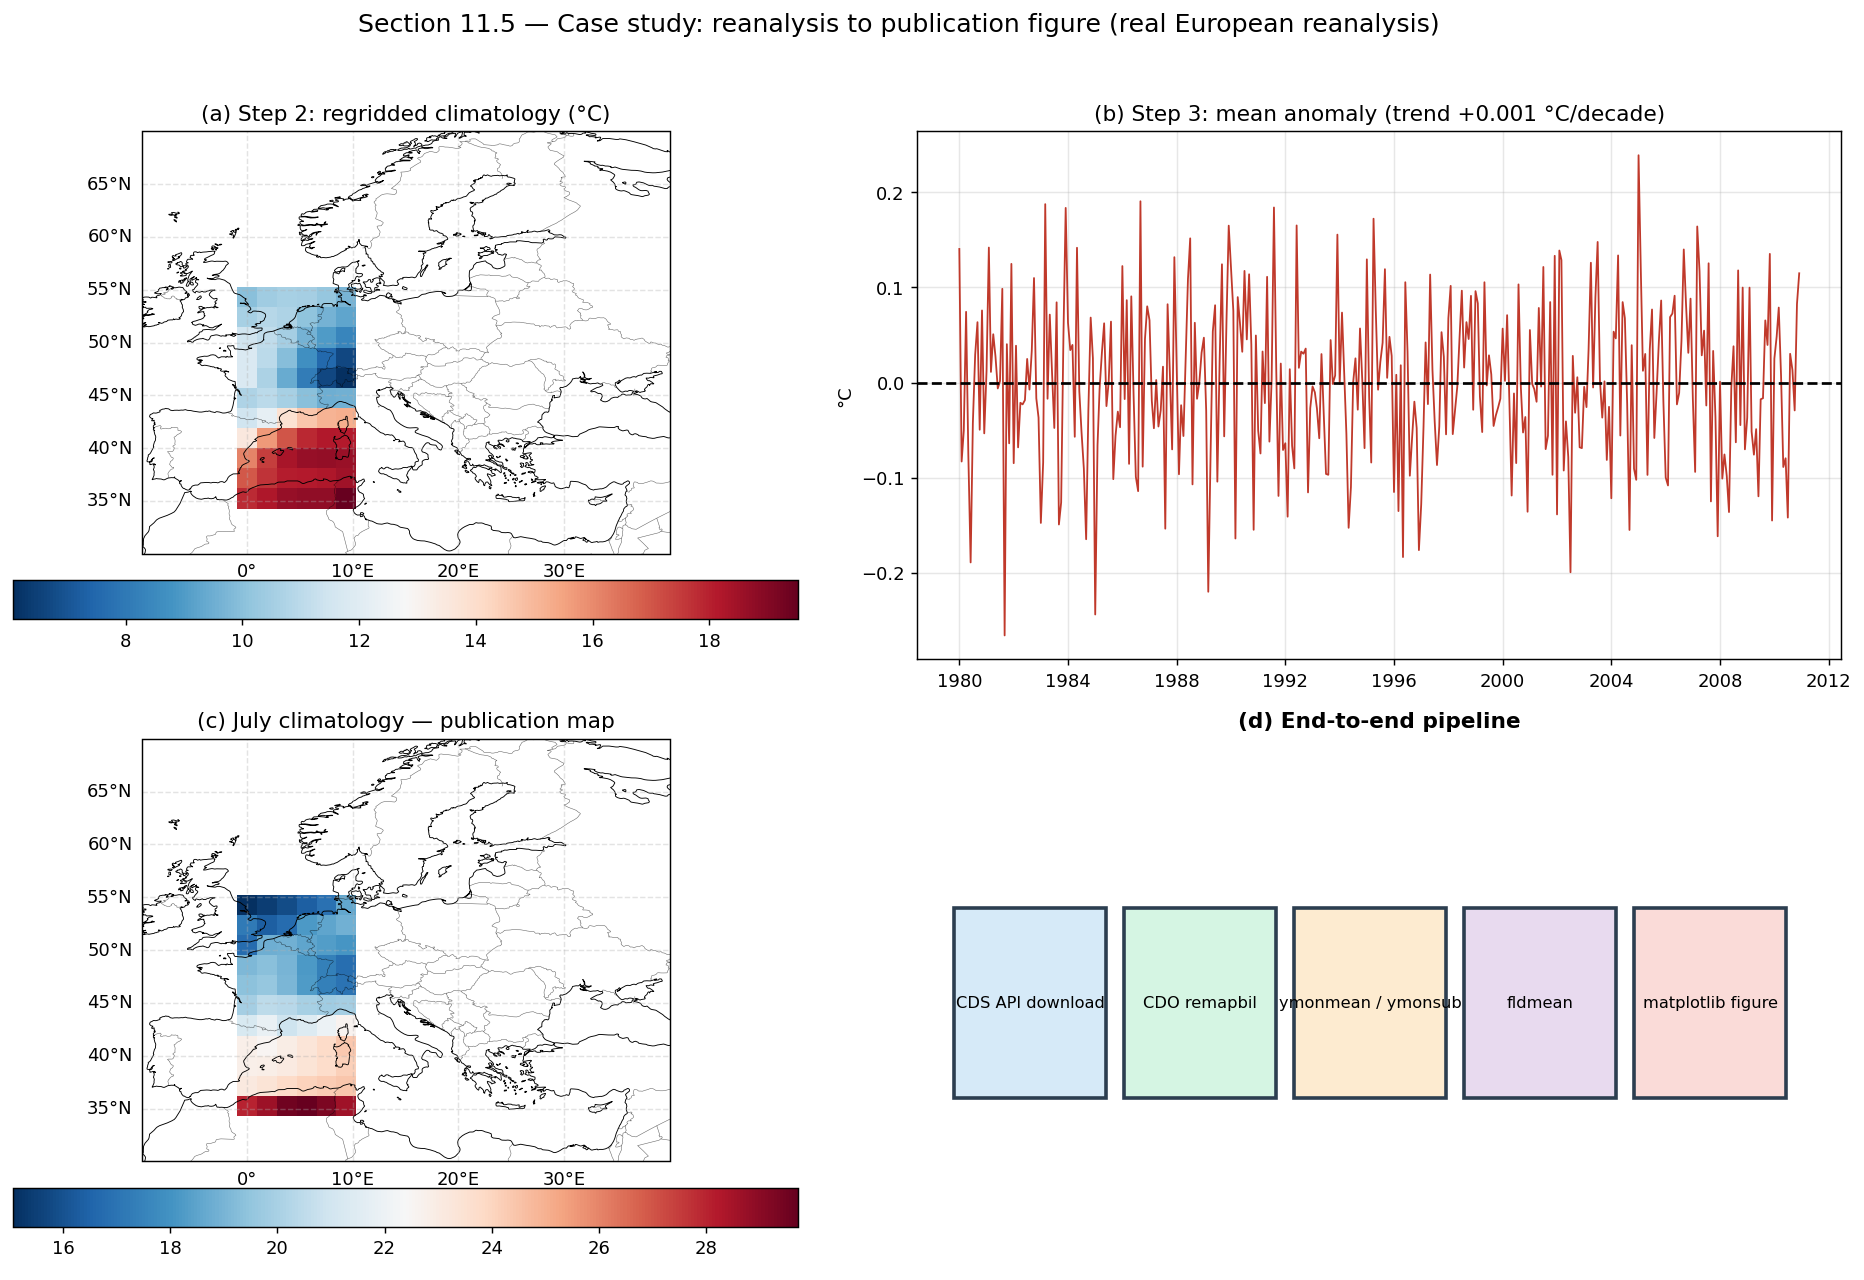 Section 11.5 — Case study: reanalysis to publication figure (real European reanalysis)
(a) Step 2: regridded climatology (°C)
65°N
60°N
55°N
50°N
45°N
40°N
35°N
0° 10°E 20°E 30°E
8 10 12 14 16 18
(b) Step 3: mean anomaly (trend +0.001 °C/decade)
°C
0.2
0.1
0.0
−0.1
−0.2
1980 1984 1988 1992 1996 2000 2004 2008 2012
(c) July climatology — publication map
65°N
60°N
55°N
50°N
45°N
40°N
35°N
0° 10°E 20°E 30°E
16 18 20 22 24 26 28
(d) End-to-end pipeline
CDS API download
CDO remapbil
ymonmean / ymonsub
fldmean
matplotlib figure